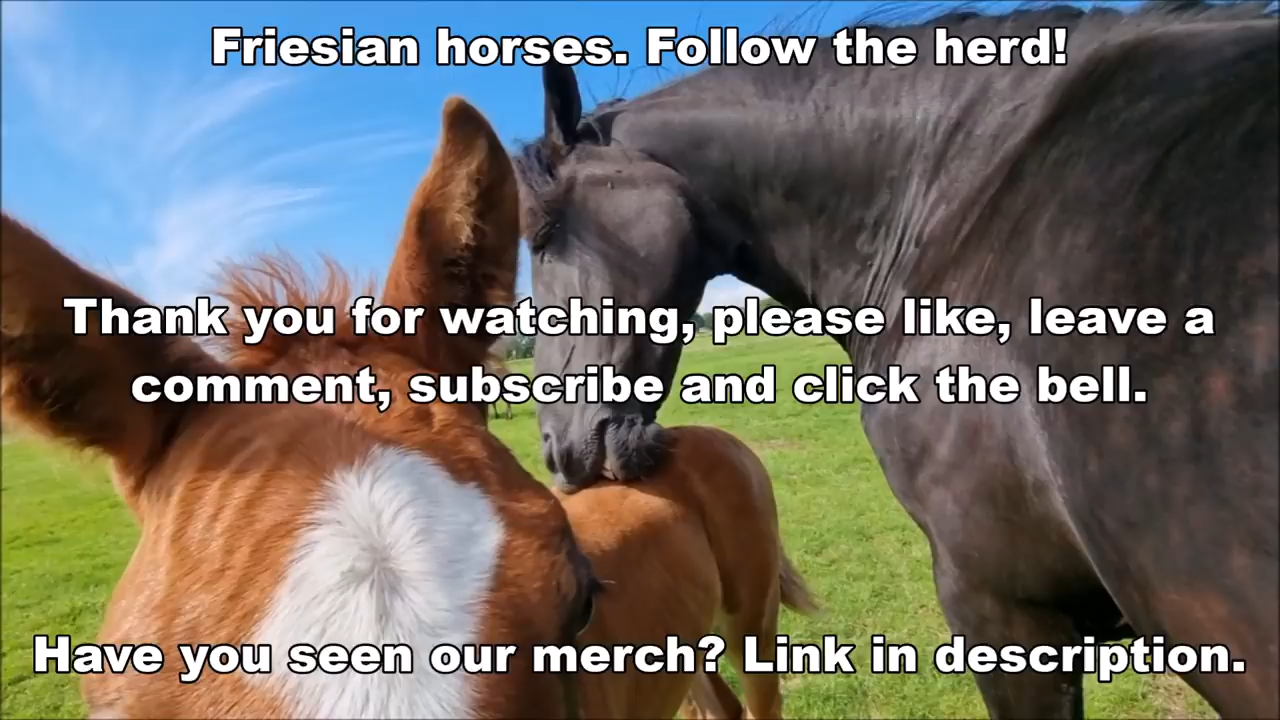 Friesian horses. Follow the herd!
Thank you for watching, please like, leave a
comment, subscribe and click the bell.
Have you seen our merch? Link in description.